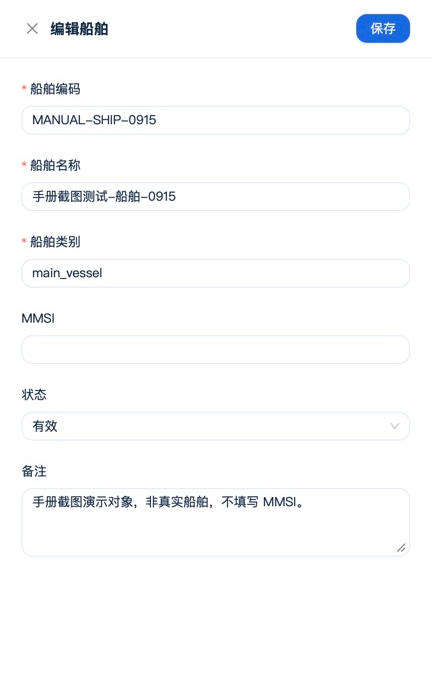 编辑船舶
保存
* 船舶编码
MANUAL-SHIP-0915
* 船舶名称
手册截图测试-船舶-0915
* 船舶类别
main_vessel
MMSI
状态
有效
备注
手册截图演示对象，非真实船舶，不填写 MMSI。